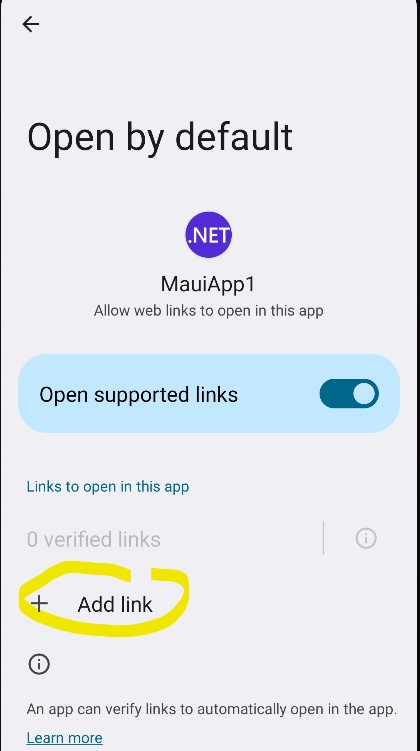 Open by default
.NET
MauiApp1
Allow web links to open in this app
Open supported links
Links to open in this app
0 verified links
+ Add link
An app can verify links to automatically open in the app.
Learn more